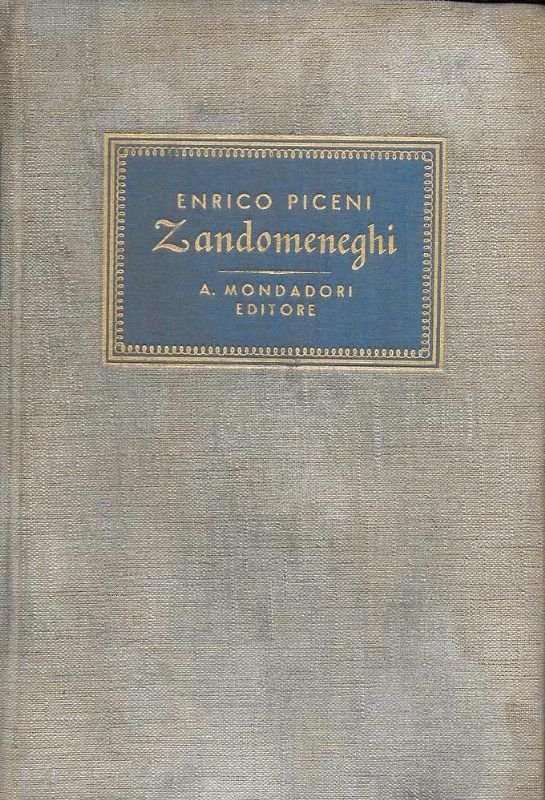 ENRICO PICENI
Zandomeneghi
A. MONDADORI
EDITORE